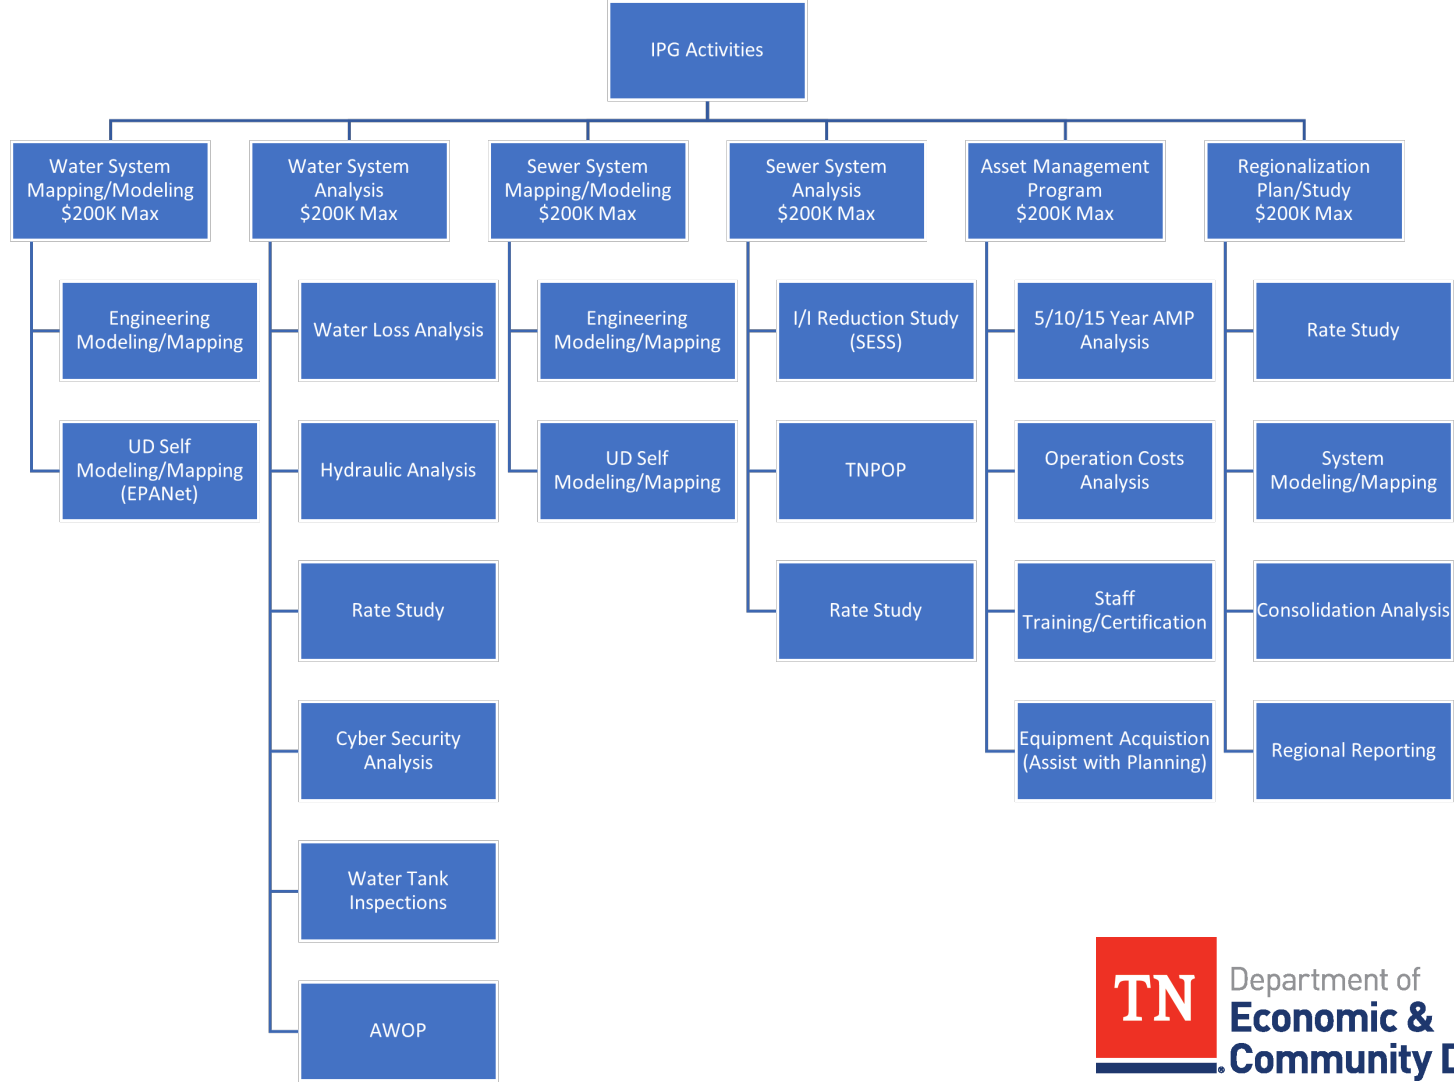 IPG Activities
Water System
Mapping/Modeling
$200K Max
Engineering
Modeling/Mapping
UD Self
Modeling/Mapping
(EPANet)
Water System
Analysis
$200K Max
Water Loss Analysis
Hydraulic Analysis
Rate Study
Cyber Security
Analysis
Water Tank
Inspections
AWOP
Sewer System
Mapping/Modeling
$200K Max
Engineering
Modeling/Mapping
UD Self
Modeling/Mapping
Sewer System
Analysis
$200K Max
I/I Reduction Study
(SESS)
TNPOP
Rate Study
Asset Management
Program
$200K Max
5/10/15 Year AMP
Analysis
Operation Costs
Analysis
Staff
Training/Certification
Equipment Acquistion
(Assist with Planning)
Regionalization
Plan/Study
$200K Max
Rate Study
System
Modeling/Mapping
Consolidation Analysis
Regional Reporting
TN
Department of
Economic &
Community D